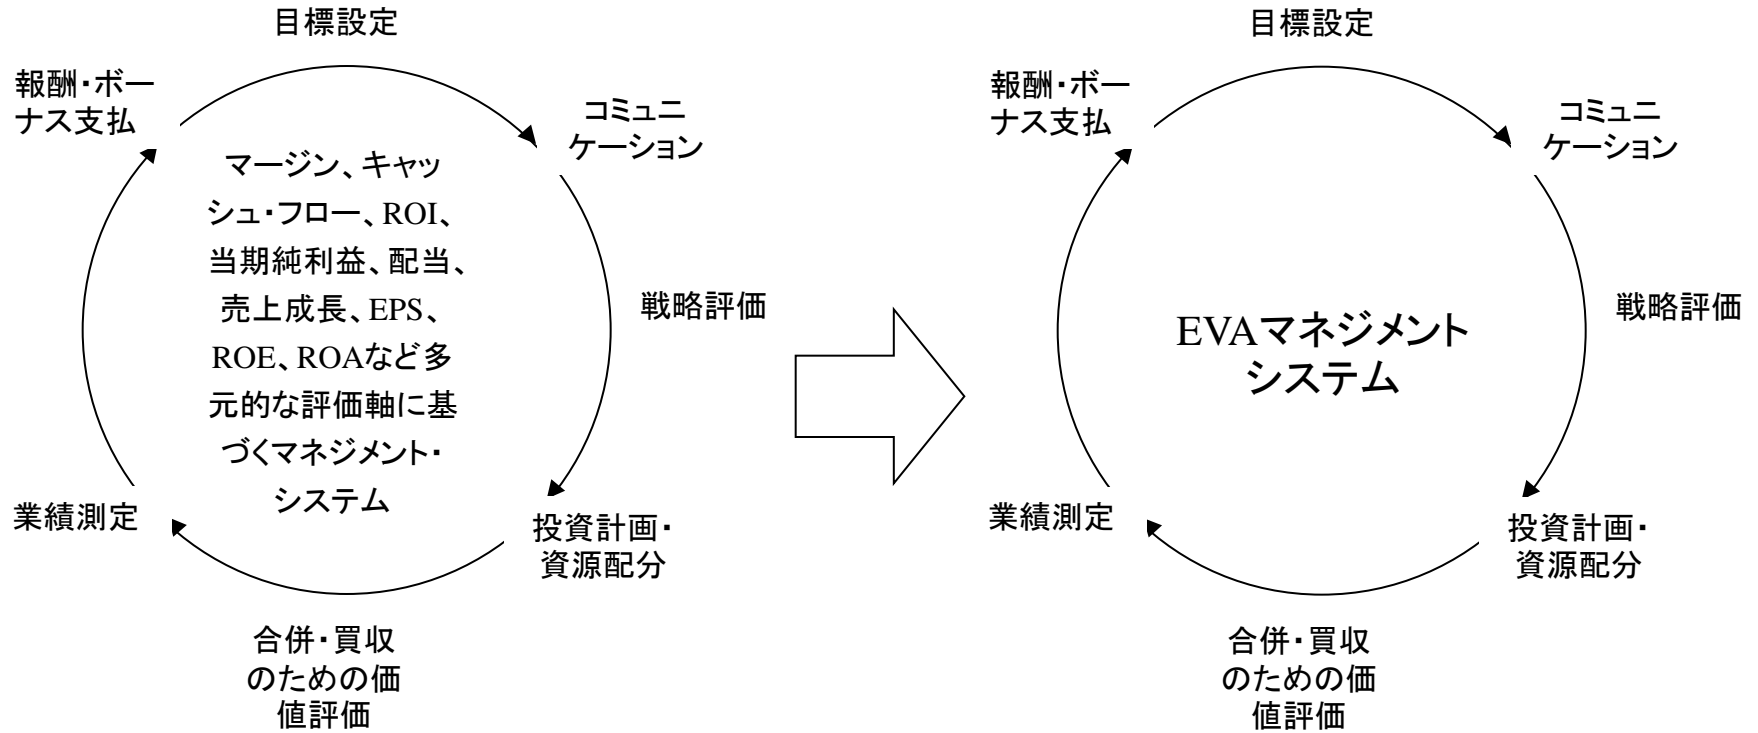 目標設定
報酬・ボー
ナス支払
コミュニ
ケーション
マージン、キャッ
シュ・フロー、ROI、
当期純利益、配当、
売上成長、EPS、
ROE、ROAなど多
元的な評価軸に基
づくマネジメント・
システム
戦略評価
業績測定
投資計画・
資源配分
合併・買収
のための価
値評価
目標設定
報酬・ボー
ナス支払
コミュニ
ケーション
EVAマネジメント
システム
戦略評価
業績測定
投資計画・
資源配分
合併・買収
のための価
値評価